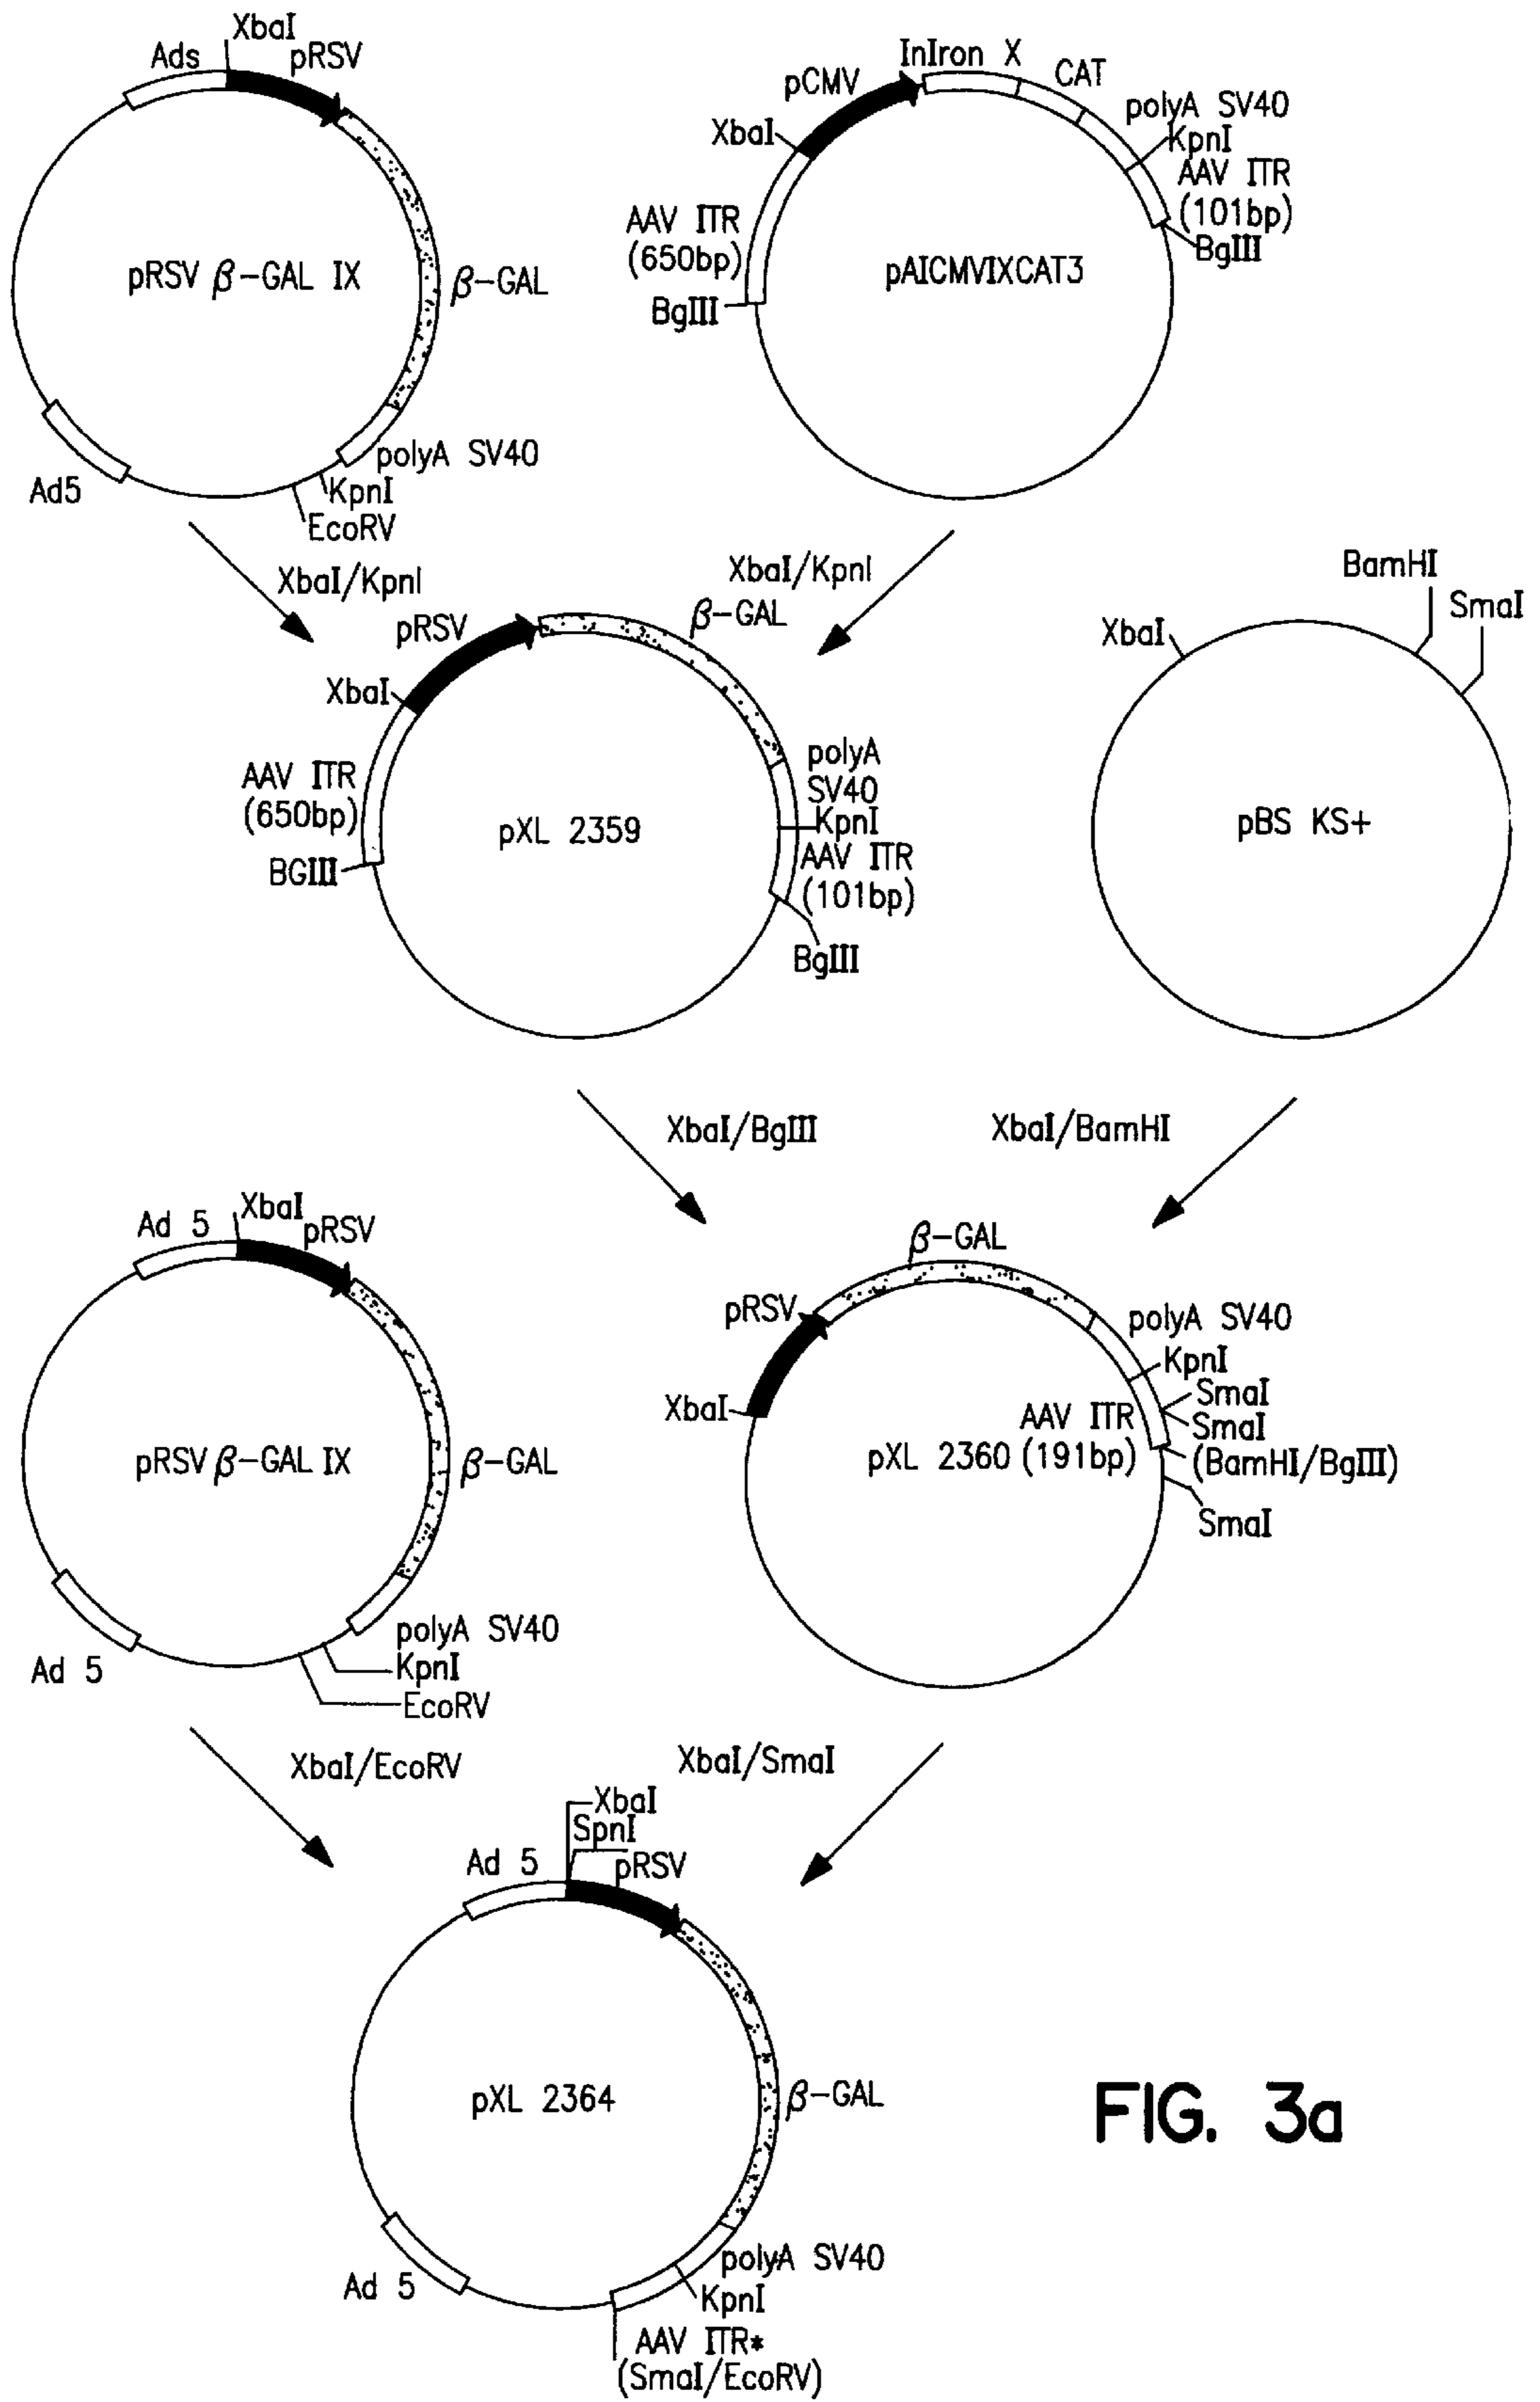 XbaI
Ads
pRSV
pRSV β-GAL IX
β-GAL
polyA SV40
Ad5
KpnI
EcoRV
InIron X
pCMV
CAT
polyA SV40
XbaI
KpnI
AAV ITR
(101bp)
BgIII
AAV ITR
(650bp)
pAICMVIXCAT3
BgIII
XbaI/KpnI
XbaI/KpnI
pRSV
β-GAL
XbaI
AAV ITR
(650bp)
pXL 2359
polyA
SV40
KpnI
AAV ITR
(101bp)
BGIII
BgIII
BamHI
SmaI
XbaI
pBS KS+
XbaI/BgIII
XbaI/BamHI
XbaI
Ad 5
pRSV
pRSV β-GAL IX
β-GAL
polyA SV40
KpnI
Ad 5
EcoRV
β-GAL
pRSV
polyA SV40
KpnI
XbaI
SmaI
AAV ITR
SmaI
pXL 2360 (191bp)
(BamHI/BgIII)
SmaI
XbaI/EcoRV
XbaI/SmaI
XbaI
SpnI
Ad 5
pRSV
pXL 2364
β-GAL
polyA SV40
Ad 5
KpnI
AAV ITR*
(SmaI/EcoRV)
FIG. 3a